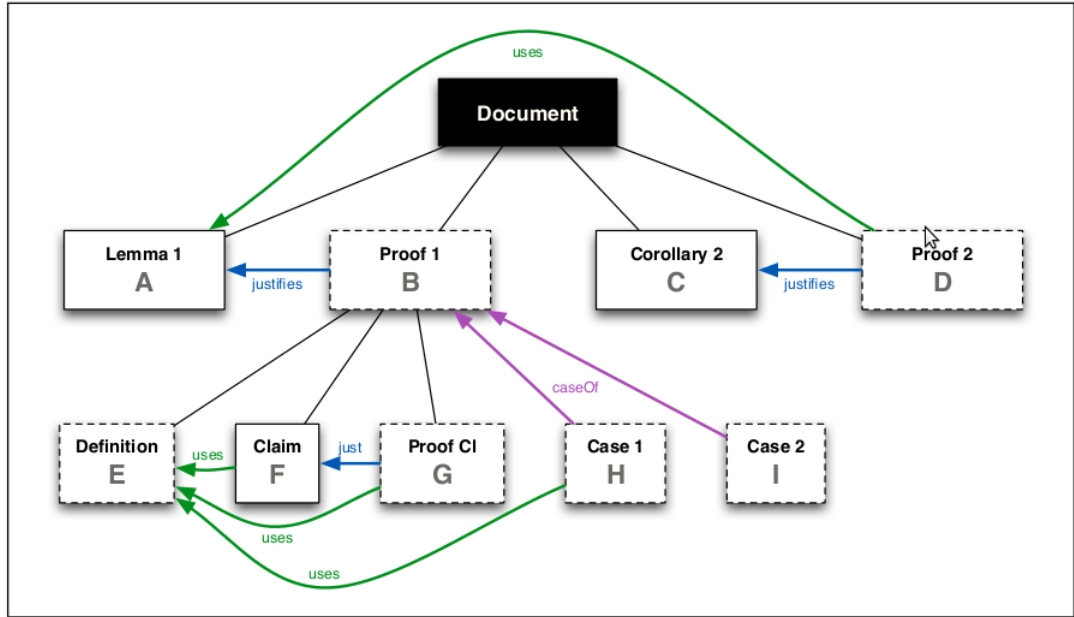 uses
Document
Lemma 1
A
justifies
Proof 1
B
Corollary 2
C
justifies
Proof 2
D
caseOf
Definition
E
uses
Claim
F
just
Proof Cl
G
Case 1
H
Case 2
I
uses
uses